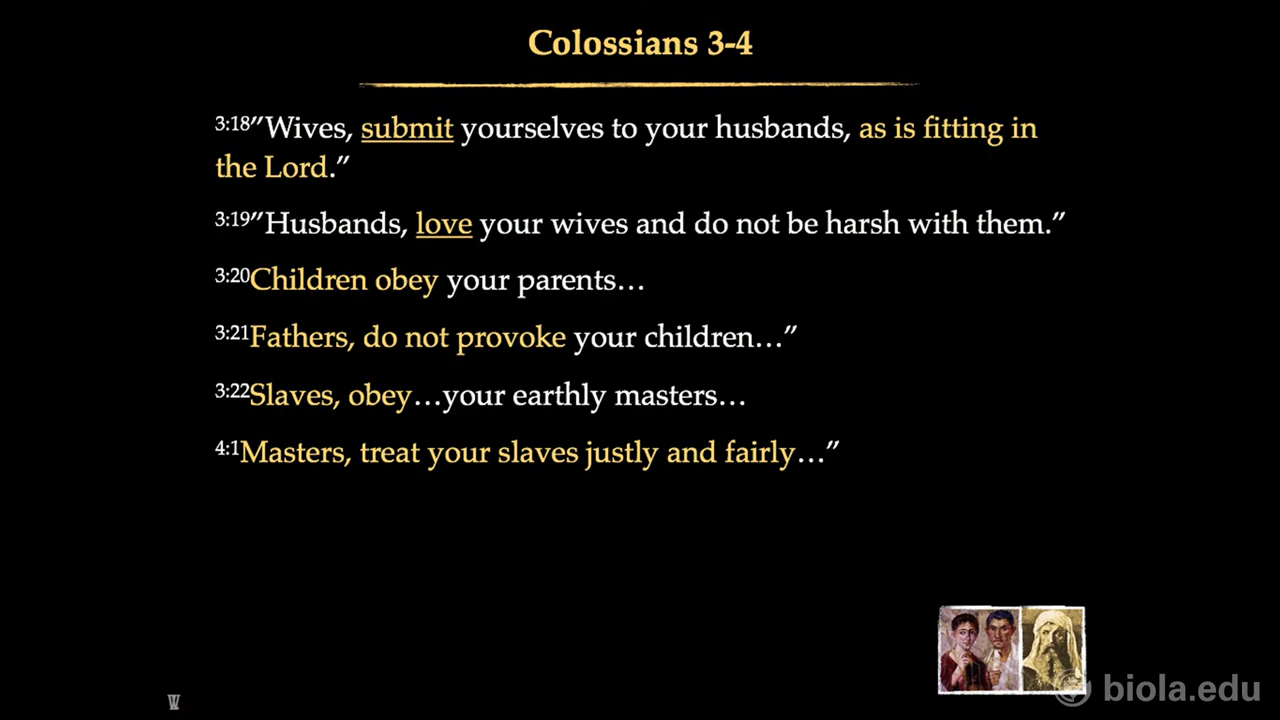 Colossians 3-4
3:18”Wives, submit yourselves to your husbands, as is fitting in
the Lord.”
3:19”Husbands, love your wives and do not be harsh with them.”
3:20Children obey your parents…
3:21Fathers, do not provoke your children…”
3:22Slaves, obey…your earthly masters…
4:1Masters, treat your slaves justly and fairly…”
biola.edu